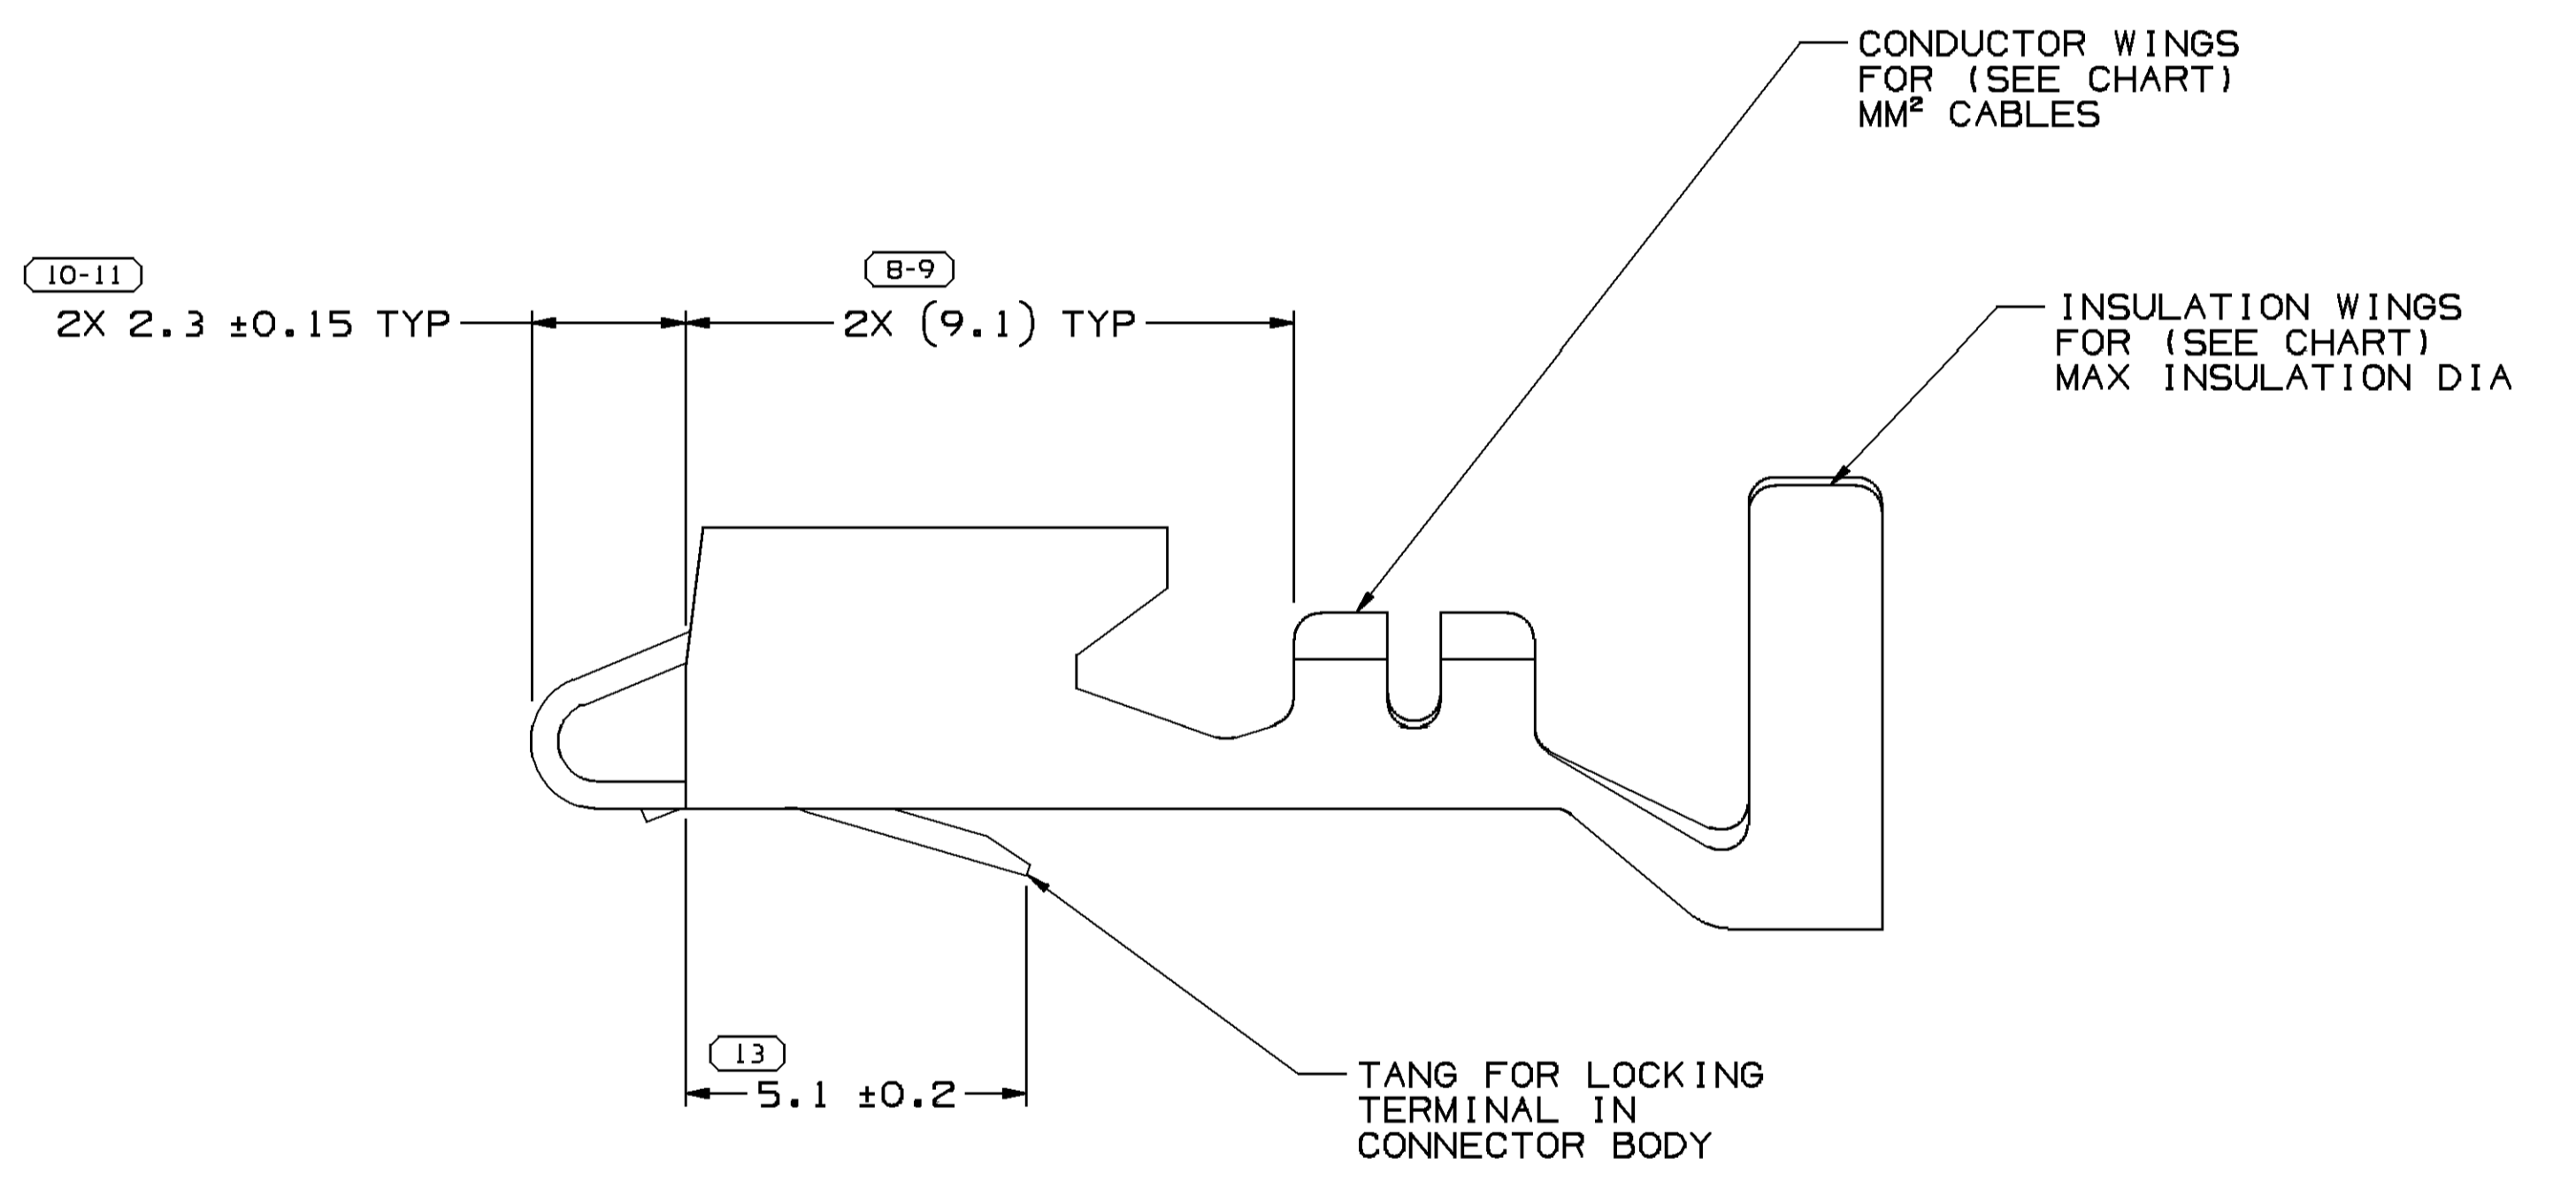 CONDUCTOR WINGS
FOR (SEE CHART)
MM² CABLES
10-11
2X 2.3 ±0.15 TYP
8-9
2X (9.1) TYP
INSULATION WINGS
FOR (SEE CHART)
MAX INSULATION DIA
13
5.1 ±0.2
TANG FOR LOCKING
TERMINAL IN
CONNECTOR BODY